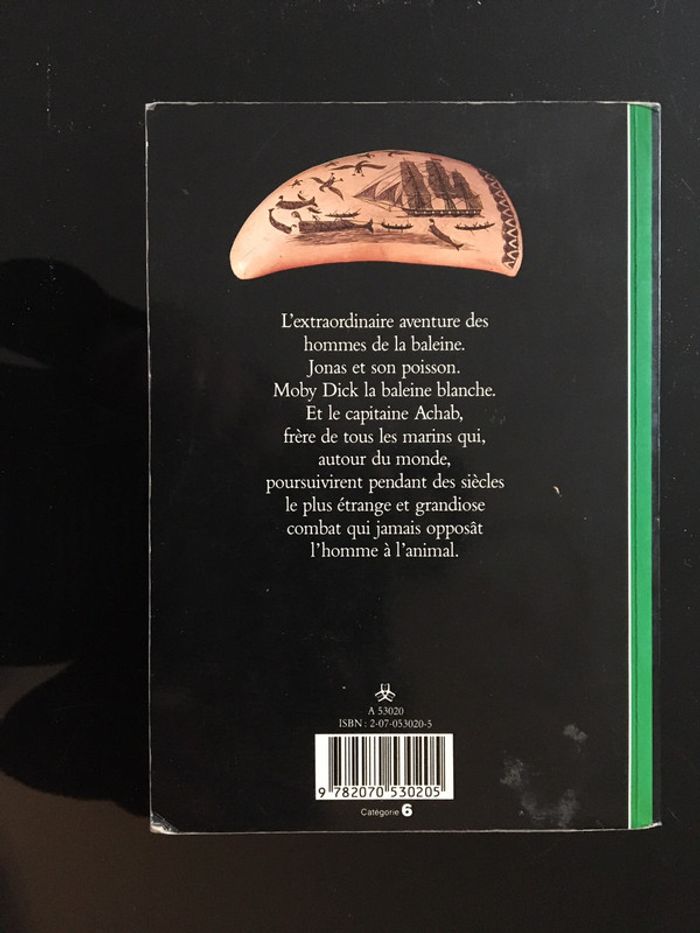 L'extraordinaire aventure des
hommes de la baleine.
Jonas et son poisson.
Moby Dick la baleine blanche.
Et le capitaine Achab,
frère de tous les marins qui,
autour du monde,
poursuivirent pendant des siècles
le plus étrange et grandiose
combat qui jamais opposât
l'homme à l'animal.
A 53020
ISBN : 2-07-053020-5
9 782070 530205
Catégorie 6